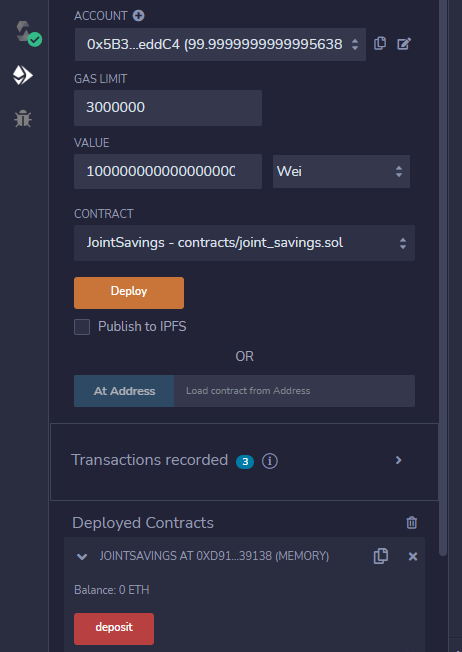 ACCOUNT
0x5B3...eddC4 (99.9999999999995638
GAS LIMIT
3000000
VALUE
Wei
CONTRACT
JointSavings - contracts/joint_savings.sol
Deploy
Publish to IPFS
OR
At Address Load contract from Address
Transactions recorded 3 i
Deployed Contracts
JOINTSAVINGS AT 0XD91...39138 (MEMORY)
Balance: 0 ETH
deposit